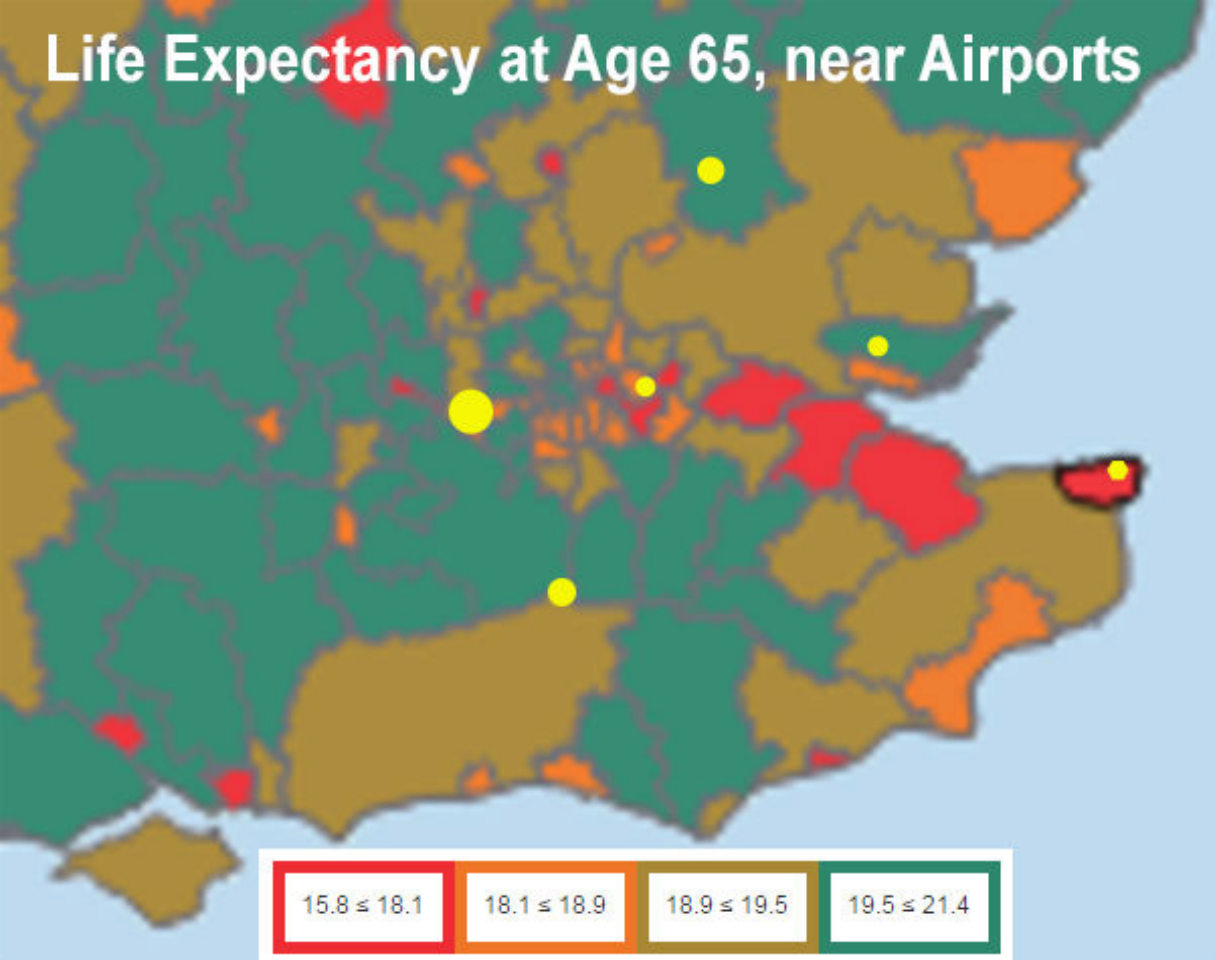 Life Expectancy at Age 65, near Airports
15.8 ≤ 18.1 18.1 ≤ 18.9 18.9 ≤ 19.5 19.5 ≤ 21.4